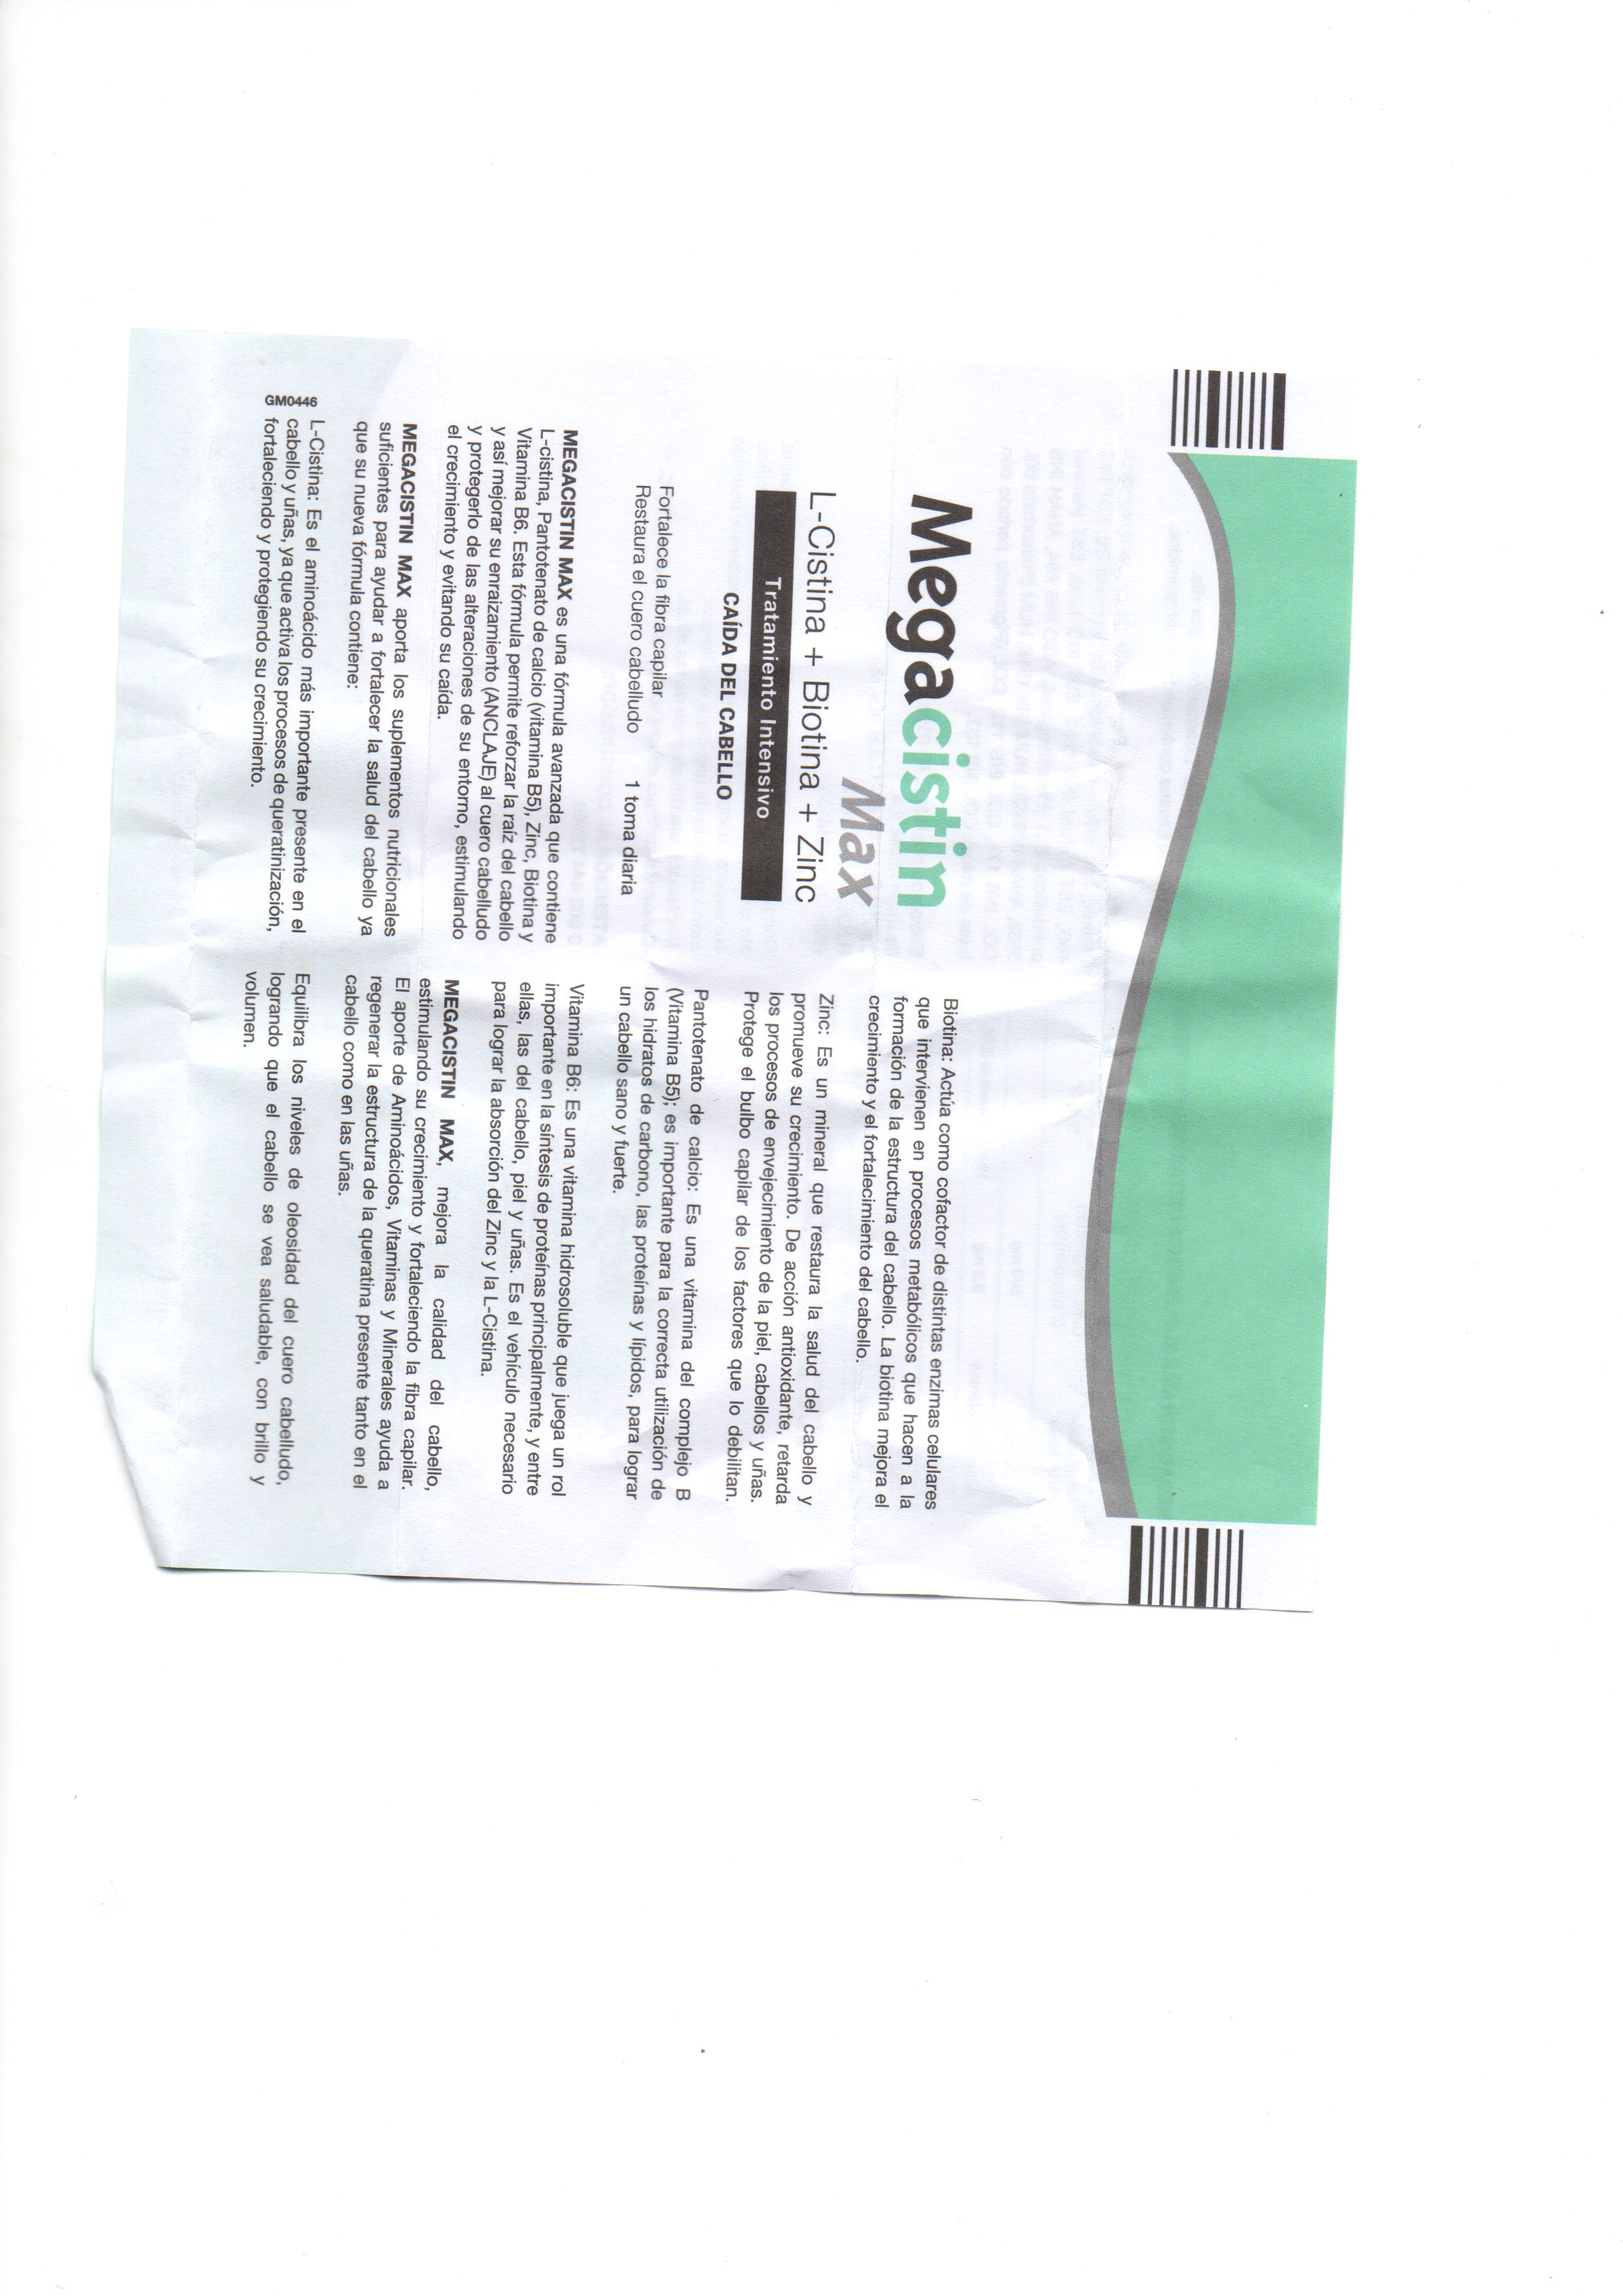 Megacistin
Max
L-Cistina + Biotina + Zinc
Tratamiento Intensivo
CAÍDA DEL CABELLO
Fortalece la fibra capilar
Restaura el cuero cabelludo
1 toma diaria
MEGACISTIN MAX es una fórmula avanzada que contiene
L-cistina, Pantotenato de calcio (vitamina B5), Zinc, Biotina y
Vitamina B6. Esta fórmula permite reforzar la raíz del cabello
y así mejorar su enraizamiento (ANCLAJE) al cuero cabelludo
y protegerlo de las alteraciones de su entorno, estimulando
el crecimiento y evitando su caída.
MEGACISTIN MAX aporta los suplementos nutricionales
suficientes para ayudar a fortalecer la salud del cabello ya
que su nueva fórmula contiene:
L-Cistina: Es el aminoácido más importante presente en el
cabello y uñas, ya que activa los procesos de queratinización,
fortaleciendo y protegiendo su crecimiento.
GM0446
Biotina: Actúa como cofactor de distintas enzimas celulares
que intervienen en procesos metabólicos que hacen a la
formación de la estructura del cabello. La biotina mejora el
crecimiento y el fortalecimiento del cabello.
Zinc: Es un mineral que restaura la salud del cabello y
promueve su crecimiento. De acción antioxidante, retarda
los procesos de envejecimiento de la piel, cabellos y uñas.
Protege el bulbo capilar de los factores que lo debilitan.
Pantotenato de calcio: Es una vitamina del complejo B
(Vitamina B5); es importante para la correcta utilización de
los hidratos de carbono, las proteínas y lípidos, para lograr
un cabello sano y fuerte.
Vitamina B6: Es una vitamina hidrosoluble que juega un rol
importante en la síntesis de proteínas principalmente, y entre
ellas, las del cabello, piel y uñas. Es el vehículo necesario
para lograr la absorción del Zinc y la L-Cistina.
MEGACISTIN MAX, mejora la calidad del cabello,
estimulando su crecimiento y fortaleciendo la fibra capilar.
El aporte de Aminoácidos, Vitaminas y Minerales ayuda a
regenerar la estructura de la queratina presente tanto en el
cabello como en las uñas.
Equilibra los niveles de oleosidad del cuero cabelludo,
logrando que el cabello se vea saludable, con brillo y
volumen.